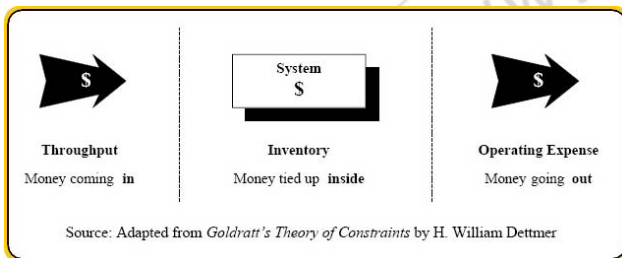 $
System
$
$
Throughput
Inventory
Operating Expense
Money coming in
Money tied up inside
Money going out
Source: Adapted from Goldratt's Theory of Constraints by H. William Dettmer